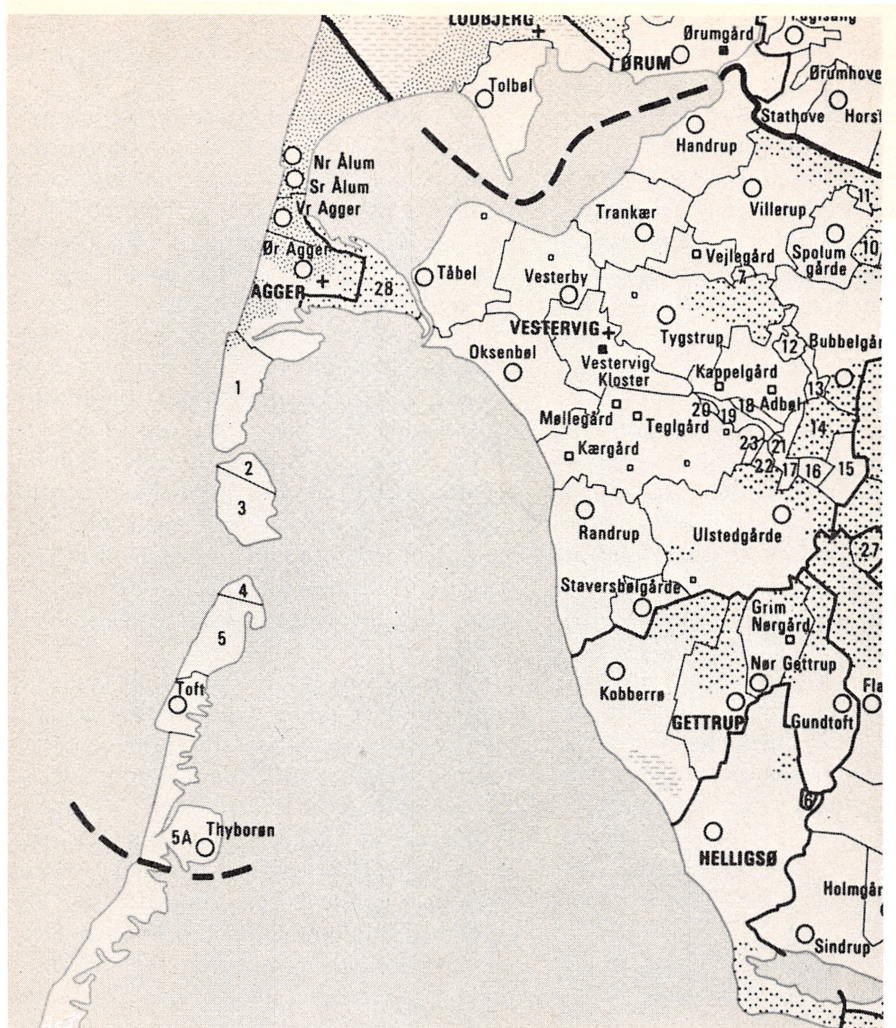 LODBJERG
Ørumgård
ØRUM
Tolbøl
Ørumhove
Stathove
Horst
Handrup
Nr Ålum
Sr Ålum
Vr Agger
Villerup
11
Trankær
Ør Agger
Vejlegård
Spolum
gårde
10
Tåbel
Vesterby
7
AGGER
28
VESTERVIG
Tygstrup
12
Bubbelgår
Oksenbøl
Vestervig
Kloster
Kappelgård
1
13
Adbøl
18
20
19
Møllegård
Teglgård
14
23
21
Kærgård
22
17
16
15
2
3
Randrup
Ulstedgårde
27
4
Staversbølgårde
Grim
Nørgård
5
Nør Gettrup
Toft
Kobberrø
Fla
GETTRUP
Gundtoft
6
5A
Thyborøn
HELLIGSØ
Holmgår
Sindrup